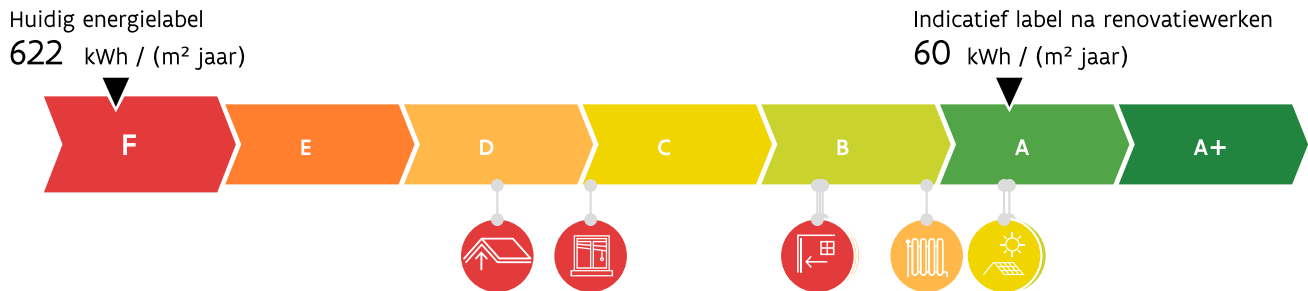 Huidig energielabel
622 kWh / (m² jaar)
Indicatief label na renovatiewerken
60 kWh / (m² jaar)
F E D C B A A+